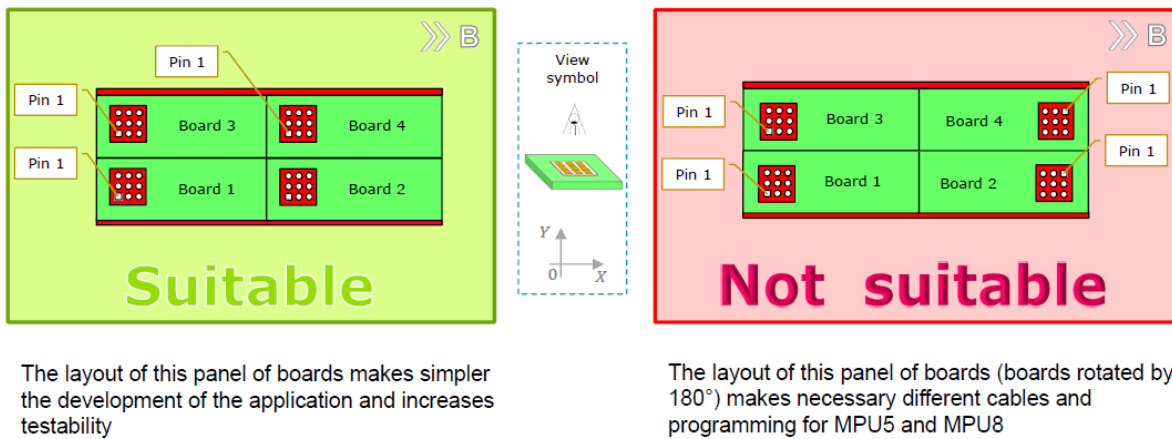 B
Pin 1
Pin 1
Pin 1
Board 3
Board 4
Board 1
Board 2
Suitable
View
symbol
Y
0
X
B
Pin 1
Pin 1
Pin 1
Pin 1
Board 3
Board 4
Board 1
Board 2
Not suitable
The layout of this panel of boards makes simpler
the development of the application and increases
testability
The layout of this panel of boards (boards rotated by
180°) makes necessary different cables and
programming for MPU5 and MPU8